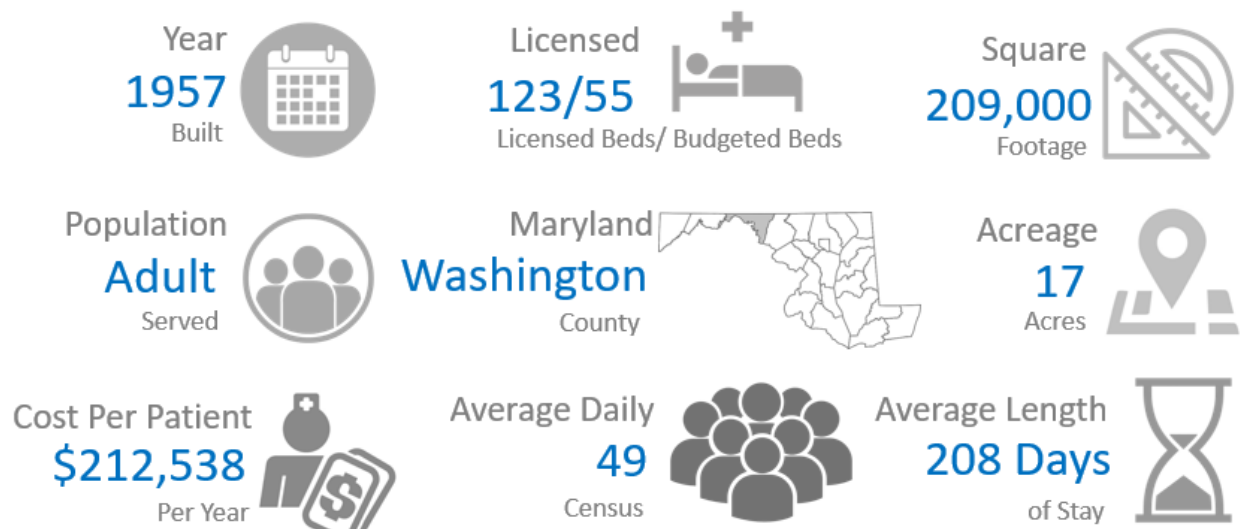 Year
1957
Built
Licensed
123/55
Licensed Beds/ Budgeted Beds
Square
209,000
Footage
Population
Adult
Served
Maryland
Washington
County
Acreage
17
Acres
Cost Per Patient
$212,538
Per Year
$
Average Daily
49
Census
Average Length
208 Days
of Stay